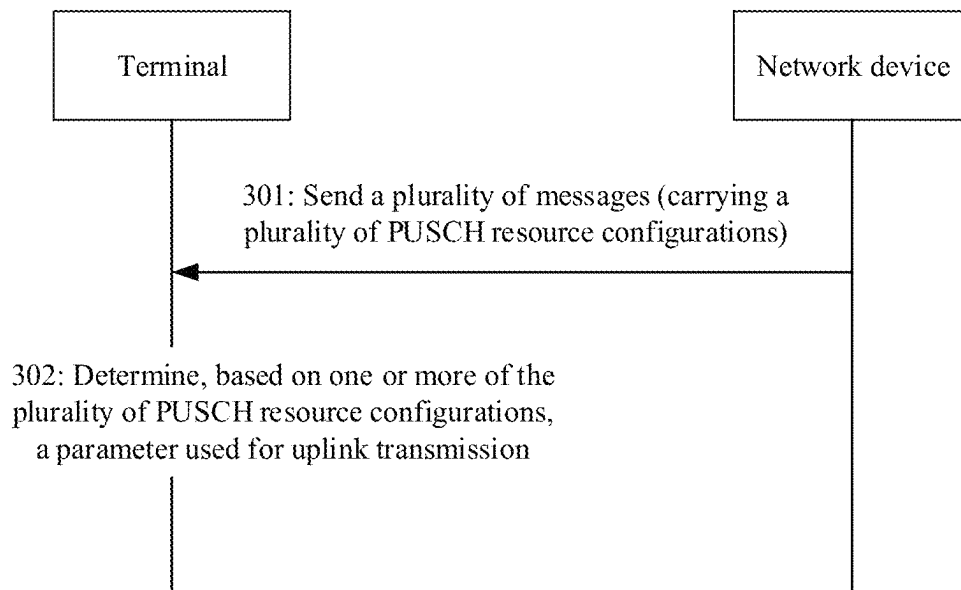 Terminal
Network device
301: Send a plurality of messages (carrying a
plurality of PUSCH resource configurations)
302: Determine, based on one or more of the
plurality of PUSCH resource configurations,
a parameter used for uplink transmission